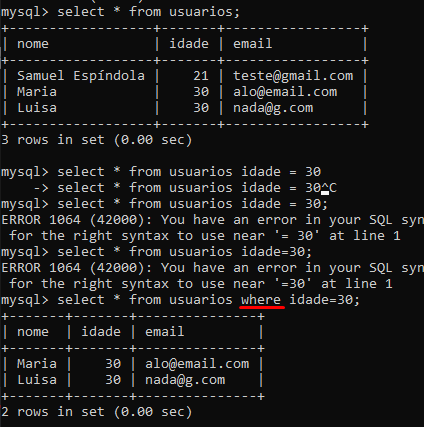 mysql> select * from usuarios;
+------------------+-------+-----------------+
| nome             | idade | email           |
+------------------+-------+-----------------+
| Samuel Espíndola |    21 | teste@gmail.com |
| Maria            |    30 | alo@email.com   |
| Luisa            |    30 | nada@g.com      |
+------------------+-------+-----------------+
3 rows in set (0.00 sec)
mysql> select * from usuarios idade = 30
    -> select * from usuarios idade = 30^C
mysql> select * from usuarios idade = 30;
ERROR 1064 (42000): You have an error in your SQL syn
 for the right syntax to use near '= 30' at line 1
mysql> select * from usuarios idade=30;
ERROR 1064 (42000): You have an error in your SQL syn
 for the right syntax to use near '=30' at line 1
mysql> select * from usuarios where idade=30;
+-------+-------+---------------+
| nome  | idade | email         |
+-------+-------+---------------+
| Maria |    30 | alo@email.com |
| Luisa |    30 | nada@g.com    |
+-------+-------+---------------+
2 rows in set (0.00 sec)